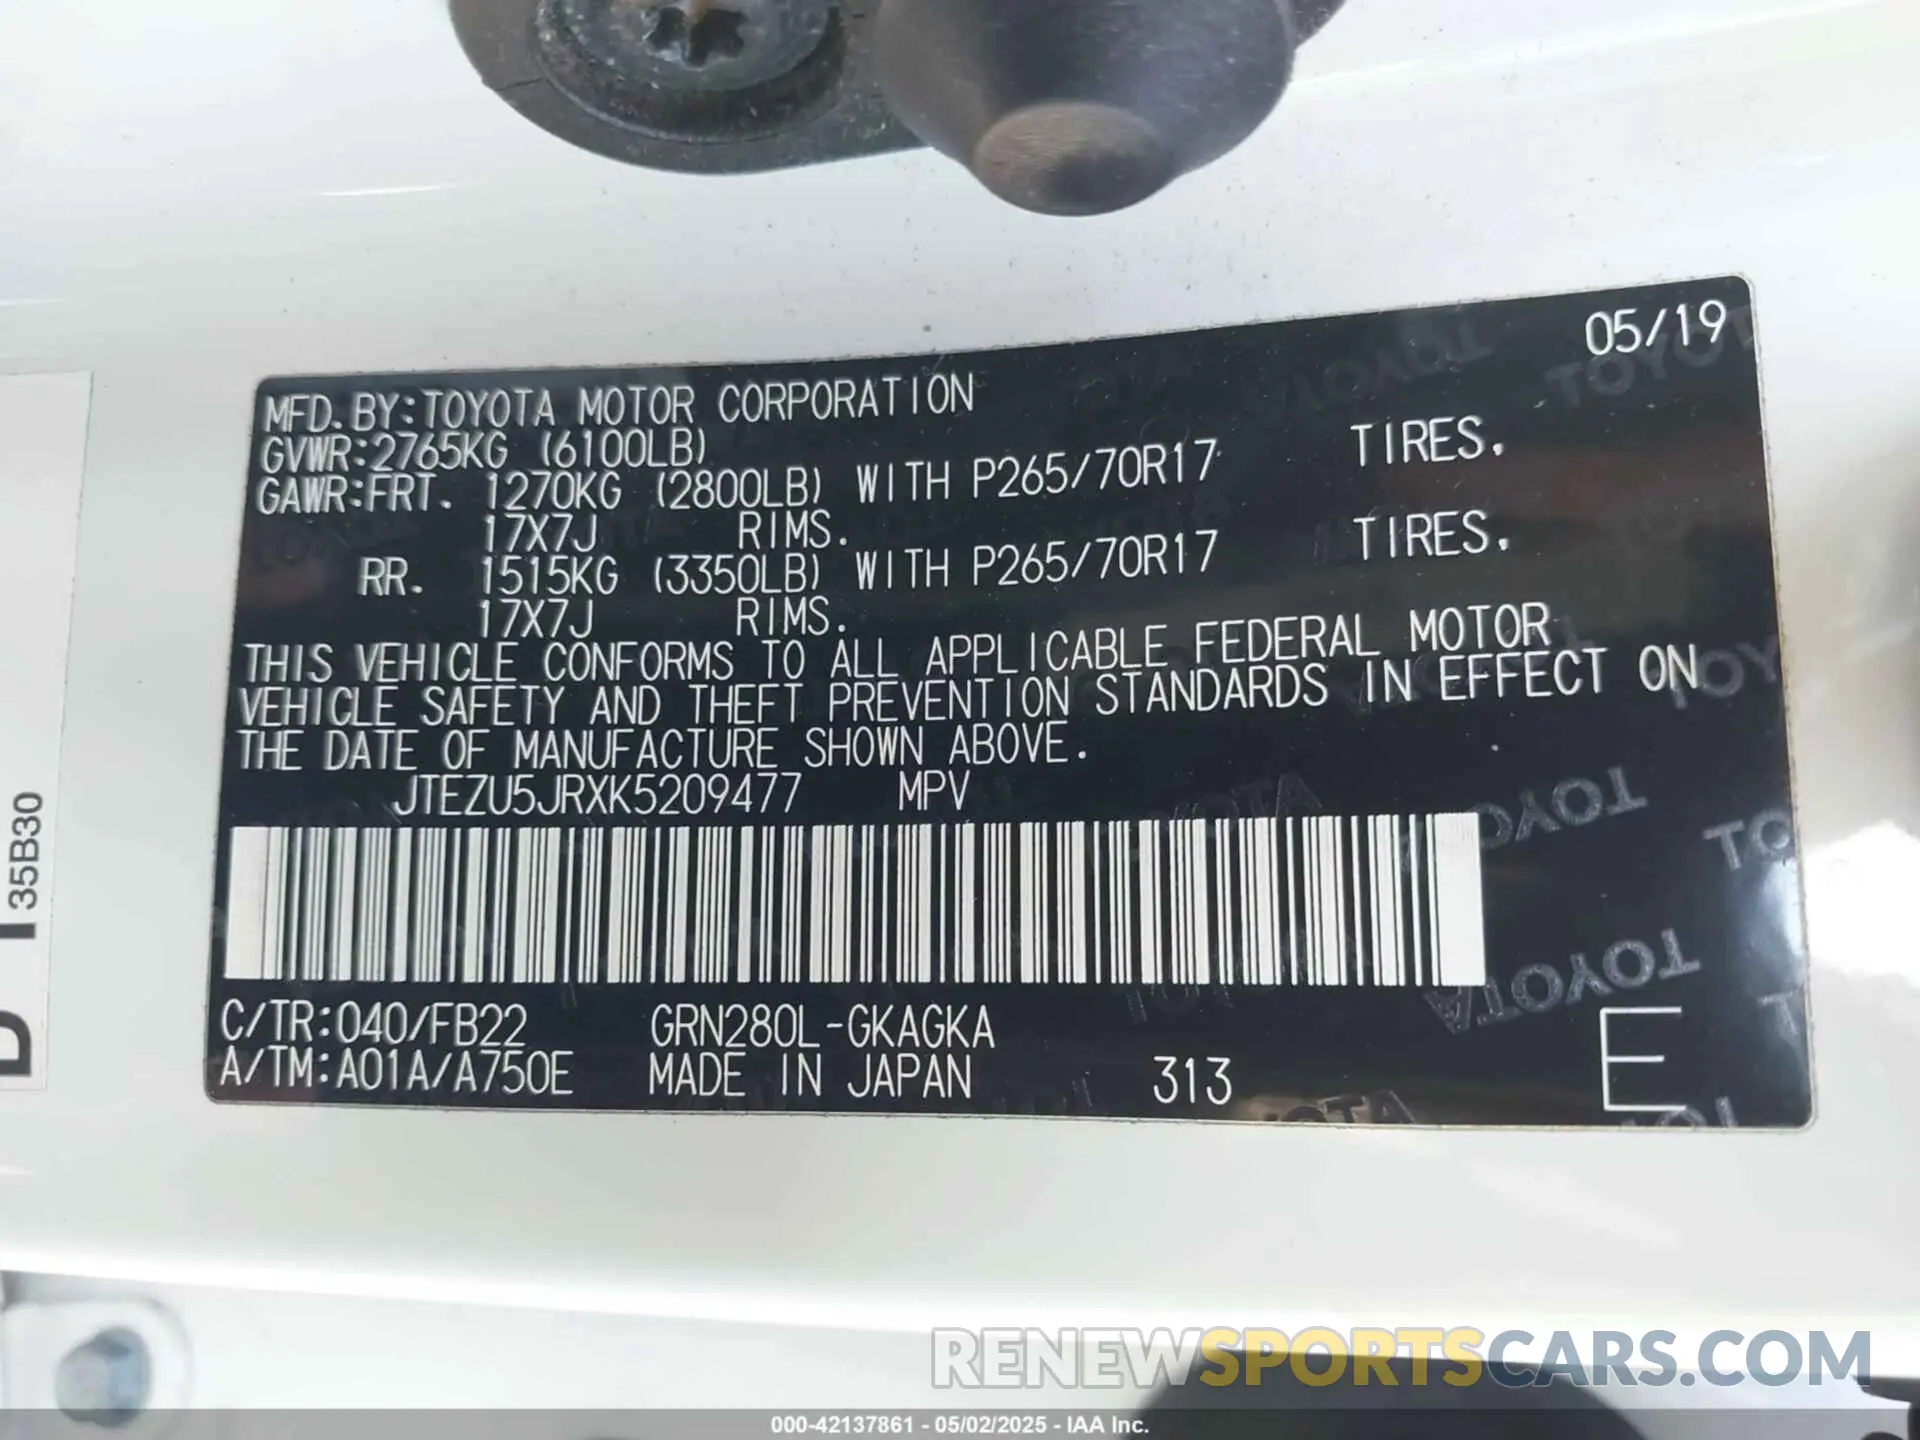 05/19
MFD.BY:TOYOTA MOTOR CORPORATION
GVWR:2765KG (6100LB)
GAWR:FRT. 1270KG (2800LB) WITH P265/70R17 TIRES.
17X7J RIMS.
RR. 1515KG (3350LB) WITH P265/70R17 TIRES.
17X7J RIMS.
THIS VEHICLE CONFORMS TO ALL APPLICABLE FEDERAL MOTOR
VEHICLE SAFETY AND THEFT PREVENTION STANDARDS IN EFFECT ON
THE DATE OF MANUFACTURE SHOWN ABOVE.
JTEZU5JRXK5209477 MPV
C/TR:040/FB22 GRN280L-GKAGKA
A/TM:A01A/A750E MADE IN JAPAN 313 E
TOYOTA
TOYOTA
35B30
RENEWSPORTSCARS.COM
000-42137861 - 05/02/2025 - IAA Inc.